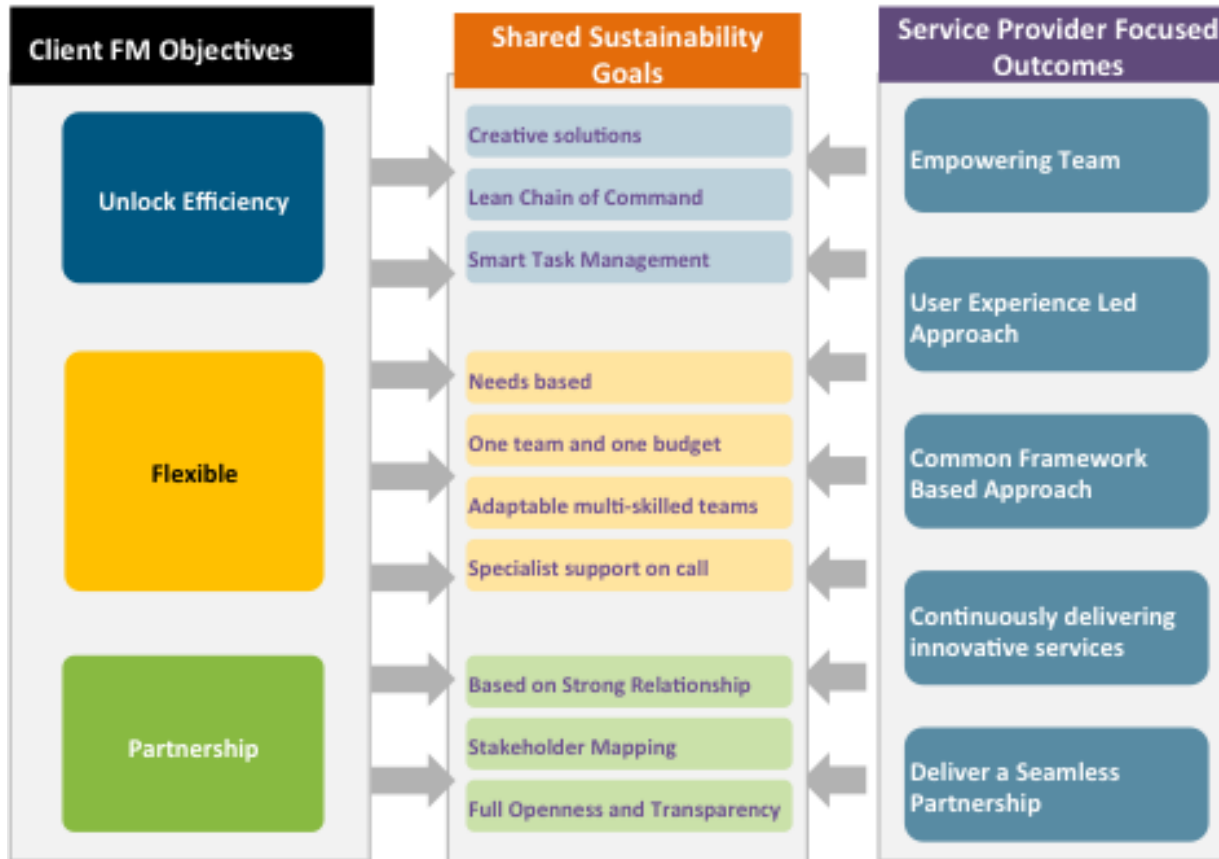 Client FM Objectives
Unlock Efficiency
Flexible
Partnership
Shared Sustainability
Goals
Creative solutions
Lean Chain of Command
Smart Task Management
Needs based
One team and one budget
Adaptable multi-skilled teams
Specialist support on call
Based on Strong Relationship
Stakeholder Mapping
Full Openness and Transparency
Service Provider Focused
Outcomes
Empowering Team
User Experience Led
Approach
Common Framework
Based Approach
Continuously delivering
innovative services
Deliver a Seamless
Partnership